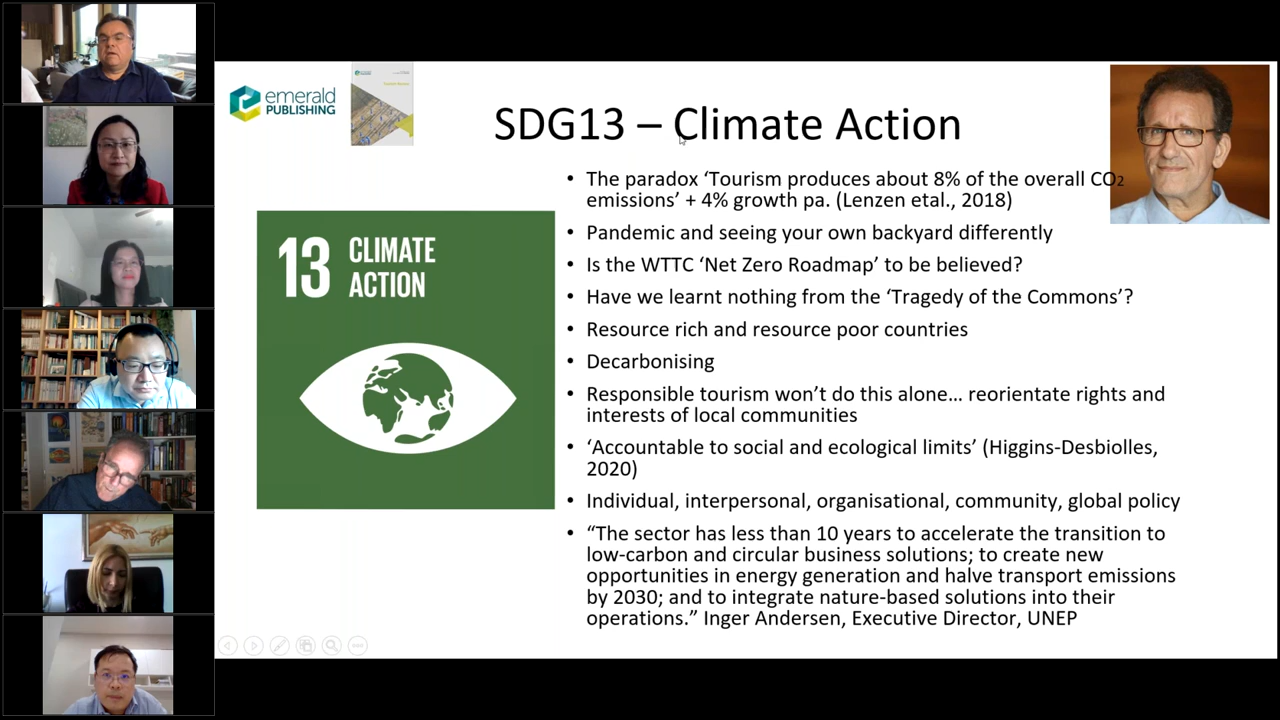 emerald
PUBLISHING
SDG13 – Climate Action
13 CLIMATE
ACTION
• The paradox ‘Tourism produces about 8% of the overall CO₂
emissions’ + 4% growth pa. (Lenzen etal., 2018)
• Pandemic and seeing your own backyard differently
• Is the WTTC ‘Net Zero Roadmap’ to be believed?
• Have we learnt nothing from the ‘Tragedy of the Commons’?
• Resource rich and resource poor countries
• Decarbonising
• Responsible tourism won’t do this alone… reorientate rights and
interests of local communities
• ‘Accountable to social and ecological limits’ (Higgins-Desbiolles,
2020)
• Individual, interpersonal, organisational, community, global policy
• “The sector has less than 10 years to accelerate the transition to
low-carbon and circular business solutions; to create new
opportunities in energy generation and halve transport emissions
by 2030; and to integrate nature-based solutions into their
operations.” Inger Andersen, Executive Director, UNEP